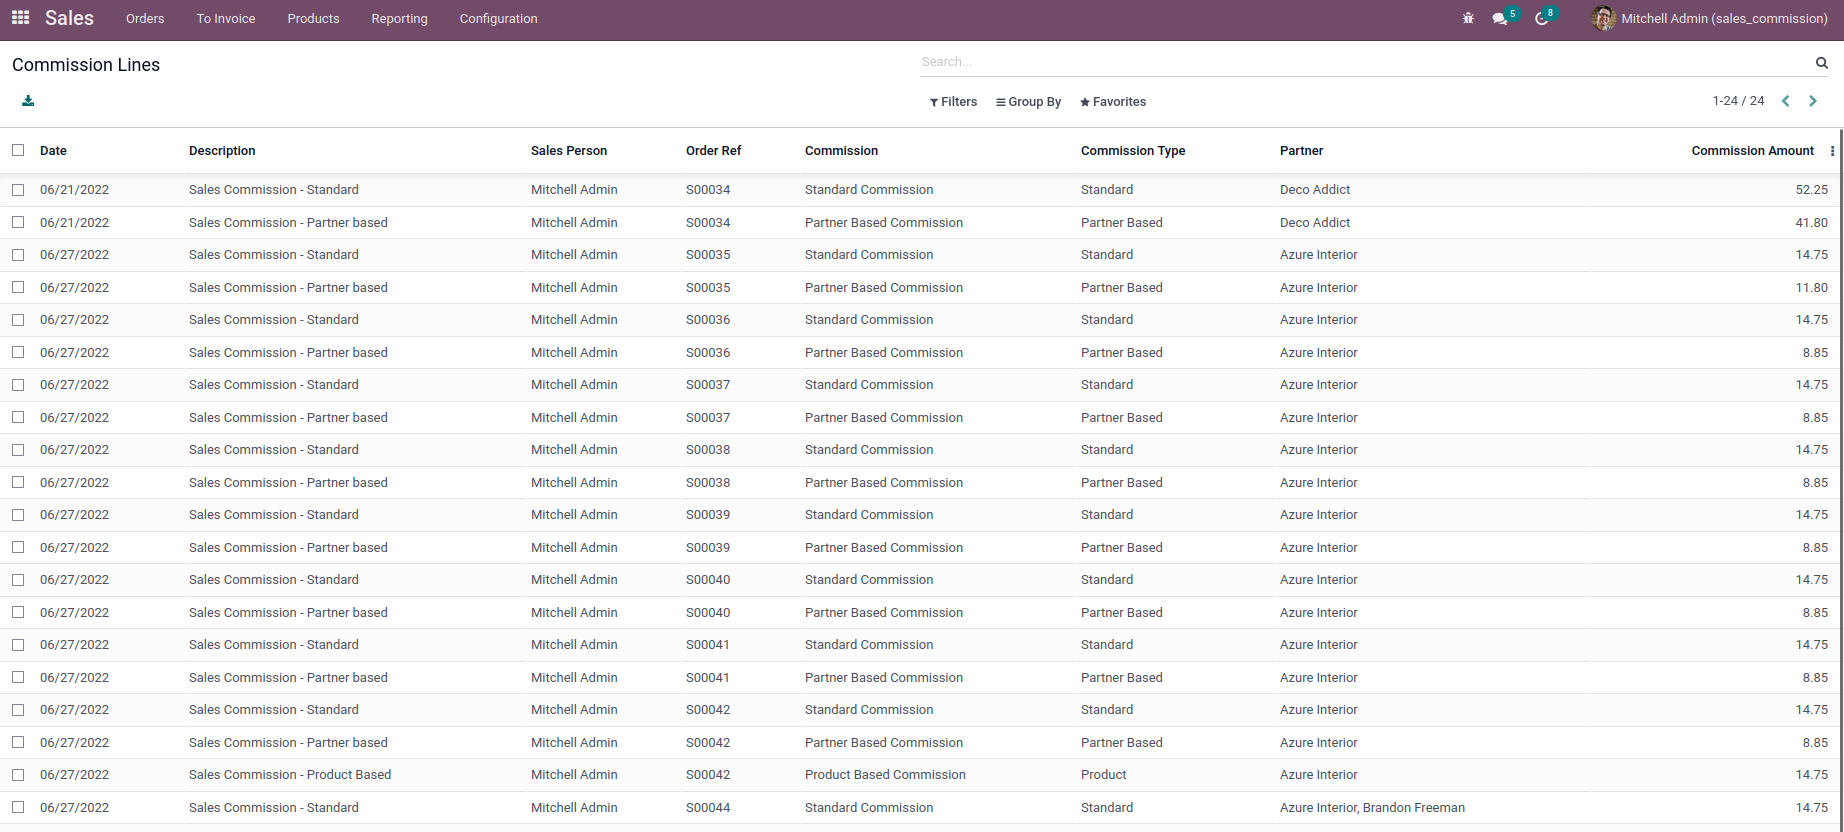 Sales Orders To Invoice Products Reporting Configuration 5 8 Mitchell Admin (sales_commission)
Commission Lines Search...
Filters Group By Favorites 1-24 / 24
Date Description Sales Person Order Ref Commission Commission Type Partner Commission Amount
06/21/2022 Sales Commission - Standard Mitchell Admin S00034 Standard Commission Standard Deco Addict 52.25
06/21/2022 Sales Commission - Partner based Mitchell Admin S00034 Partner Based Commission Partner Based Deco Addict 41.80
06/27/2022 Sales Commission - Standard Mitchell Admin S00035 Standard Commission Standard Azure Interior 14.75
06/27/2022 Sales Commission - Partner based Mitchell Admin S00035 Partner Based Commission Partner Based Azure Interior 11.80
06/27/2022 Sales Commission - Standard Mitchell Admin S00036 Standard Commission Standard Azure Interior 14.75
06/27/2022 Sales Commission - Partner based Mitchell Admin S00036 Partner Based Commission Partner Based Azure Interior 8.85
06/27/2022 Sales Commission - Standard Mitchell Admin S00037 Standard Commission Standard Azure Interior 14.75
06/27/2022 Sales Commission - Partner based Mitchell Admin S00037 Partner Based Commission Partner Based Azure Interior 8.85
06/27/2022 Sales Commission - Standard Mitchell Admin S00038 Standard Commission Standard Azure Interior 14.75
06/27/2022 Sales Commission - Partner based Mitchell Admin S00038 Partner Based Commission Partner Based Azure Interior 8.85
06/27/2022 Sales Commission - Standard Mitchell Admin S00039 Standard Commission Standard Azure Interior 14.75
06/27/2022 Sales Commission - Partner based Mitchell Admin S00039 Partner Based Commission Partner Based Azure Interior 8.85
06/27/2022 Sales Commission - Standard Mitchell Admin S00040 Standard Commission Standard Azure Interior 14.75
06/27/2022 Sales Commission - Partner based Mitchell Admin S00040 Partner Based Commission Partner Based Azure Interior 8.85
06/27/2022 Sales Commission - Standard Mitchell Admin S00041 Standard Commission Standard Azure Interior 14.75
06/27/2022 Sales Commission - Partner based Mitchell Admin S00041 Partner Based Commission Partner Based Azure Interior 8.85
06/27/2022 Sales Commission - Standard Mitchell Admin S00042 Standard Commission Standard Azure Interior 14.75
06/27/2022 Sales Commission - Partner based Mitchell Admin S00042 Partner Based Commission Partner Based Azure Interior 8.85
06/27/2022 Sales Commission - Product Based Mitchell Admin S00042 Product Based Commission Product Azure Interior 14.75
06/27/2022 Sales Commission - Standard Mitchell Admin S00044 Standard Commission Standard Azure Interior, Brandon Freeman 14.75